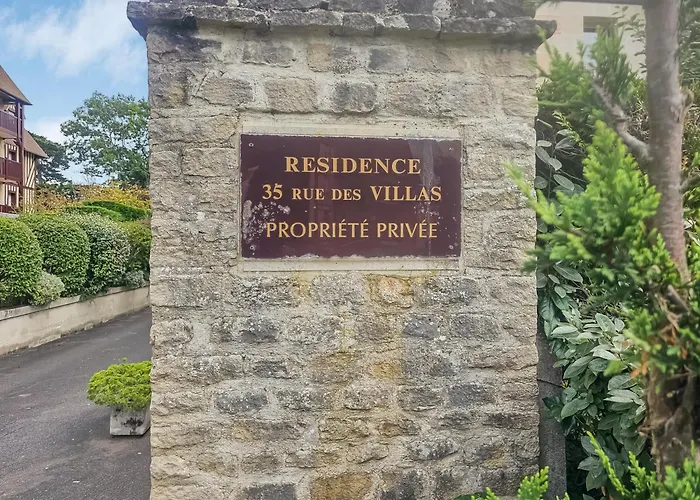 RESIDENCE
35 RUE DES VILLAS
PROPRIÉTÉ PRIVÉE